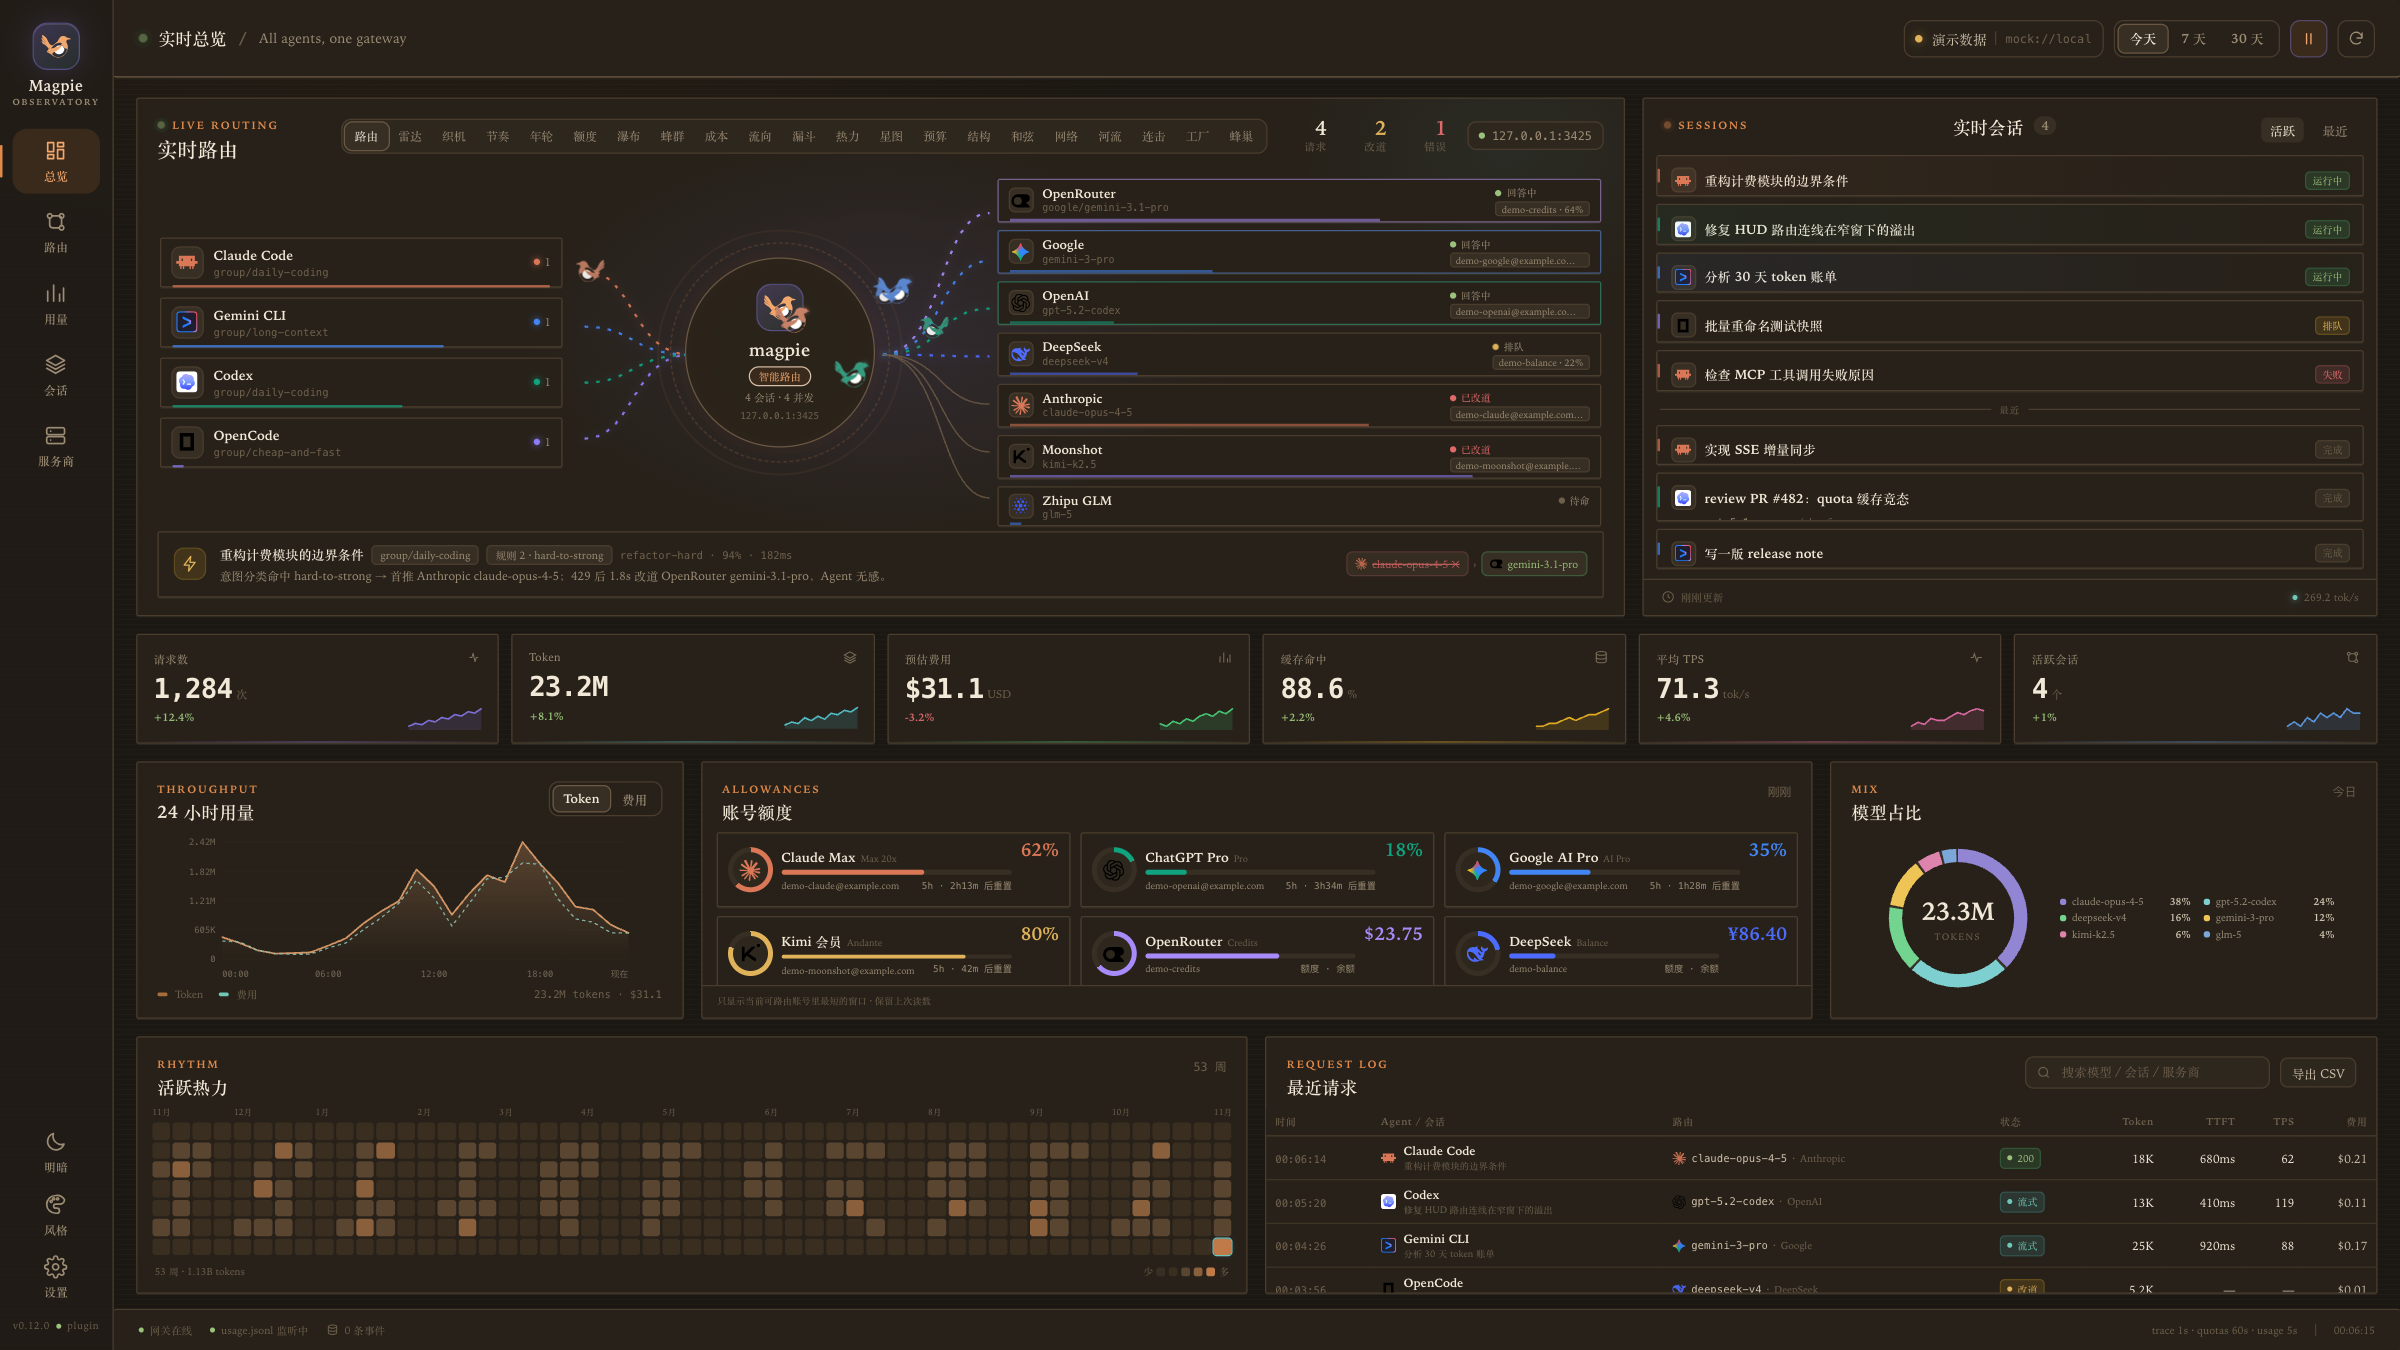 Magpie
OBSERVATORY
总览
路由
用量
会话
服务商
明暗
风格
设置
v0.12.0 plugin
实时总览 / All agents, one gateway
演示数据 mock://local
今天 7 天 30 天
LIVE ROUTING
实时路由
路由 雷达 织机 节奏 年轮 额度 瀑布 蜂群 成本 流向 漏斗 热力 星图 预算 结构 和弦 网络 河流 连击 工厂 蜂巢
4 请求
2 改道
1 错误
127.0.0.1:3425
Claude Code 1
group/daily-coding
Gemini CLI 1
group/long-context
Codex 1
group/daily-coding
OpenCode 1
group/cheap-and-fast
magpie
智能路由
4 会话 · 4 并发
127.0.0.1:3425
OpenRouter 回答中
google/gemini-3.1-pro demo-credits · 64%
Google 回答中
gemini-3-pro demo-google@example.co...
OpenAI 回答中
gpt-5.2-codex demo-openai@example.co...
DeepSeek 排队
deepseek-v4 demo-balance · 22%
Anthropic 已改道
claude-opus-4-5 demo-claude@example.com...
Moonshot 已改道
kimi-k2.5 demo-moonshot@example....
Zhipu GLM 待命
glm-5
重构计费模块的边界条件 group/daily-coding 规则 2 · hard-to-strong refactor-hard · 94% · 182ms
意图分类命中 hard-to-strong → 首推 Anthropic claude-opus-4-5；429 后 1.8s 改道 OpenRouter gemini-3.1-pro，Agent 无感。
claude-opus-4-5 ✕ › gemini-3.1-pro
SESSIONS
实时会话 4
活跃 最近
重构计费模块的边界条件 运行中
修复 HUD 路由连线在窄窗下的溢出 运行中
分析 30 天 token 账单 运行中
批量重命名测试快照 排队
检查 MCP 工具调用失败原因 失败
最近
实现 SSE 增量同步 完成
review PR #482：quota 缓存竞态 完成
写一版 release note 完成
刚刚更新 269.2 tok/s
请求数
1,284 次
+12.4%
Token
23.2M
+8.1%
预估费用
$31.1 USD
-3.2%
缓存命中
88.6 %
+2.2%
平均 TPS
71.3 tok/s
+4.6%
活跃会话
4 个
+1%
THROUGHPUT
24 小时用量
Token 费用
2.42M
1.82M
1.21M
605K
0
00:00 06:00 12:00 18:00 现在
Token 费用 23.2M tokens · $31.1
ALLOWANCES
账号额度
刚刚
Claude Max Max 20x 62%
demo-claude@example.com 5h · 2h13m 后重置
ChatGPT Pro Pro 18%
demo-openai@example.com 5h · 3h34m 后重置
Google AI Pro AI Pro 35%
demo-google@example.com 5h · 1h28m 后重置
Kimi 会员 Andante 80%
demo-moonshot@example.com 5h · 42m 后重置
OpenRouter Credits $23.75
demo-credits 额度 · 余额
DeepSeek Balance ¥86.40
demo-balance 额度 · 余额
只显示当前可路由账号里最短的窗口 · 保留上次读数
MIX
模型占比
今日
23.3M
TOKENS
claude-opus-4-5 38% gpt-5.2-codex 24%
deepseek-v4 16% gemini-3-pro 12%
kimi-k2.5 6% glm-5 4%
RHYTHM
活跃热力
53 周
11月 12月 1月 2月 3月 4月 5月 6月 7月 8月 9月 10月 11月
53 周 · 1.13B tokens
少 多
REQUEST LOG
最近请求
搜索模型 / 会话 / 服务商
导出 CSV
时间 Agent / 会话 路由 状态 Token TTFT TPS 费用
00:06:14 Claude Code claude-opus-4-5 · Anthropic 200 18K 680ms 62 $0.21
重构计费模块的边界条件
00:05:20 Codex gpt-5.2-codex · OpenAI 流式 13K 410ms 119 $0.11
修复 HUD 路由连线在窄窗下的溢出
00:04:26 Gemini CLI gemini-3-pro · Google 流式 25K 920ms 88 $0.17
分析 30 天 token 账单
00:03:56 OpenCode deepseek-v4 · DeepSeek 改道 5.2K — — $0.01
网关在线 usage.jsonl 监听中 0 条事件
trace 1s · quotas 60s · usage 5s 00:06:15